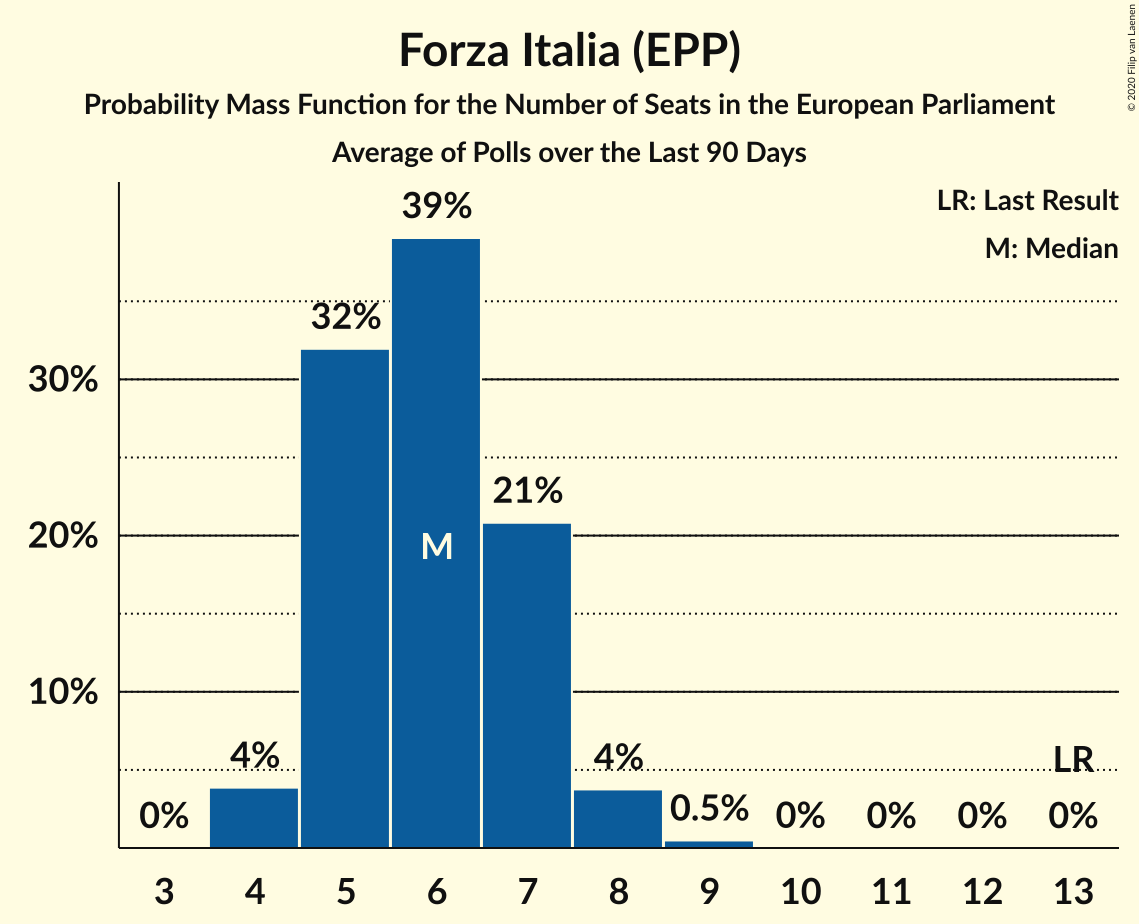 Forza Italia (EPP)
Probability Mass Function for the Number of Seats in the European Parliament
Average of Polls over the Last 90 Days
© 2020 Filip van Laenen
LR: Last Result
M: Median
39%
32%
30%
21%
20%
M
10%
4%
4%
LR
0%
0.5%
0%
0%
0%
0%
3 4 5 6 7 8 9 10 11 12 13